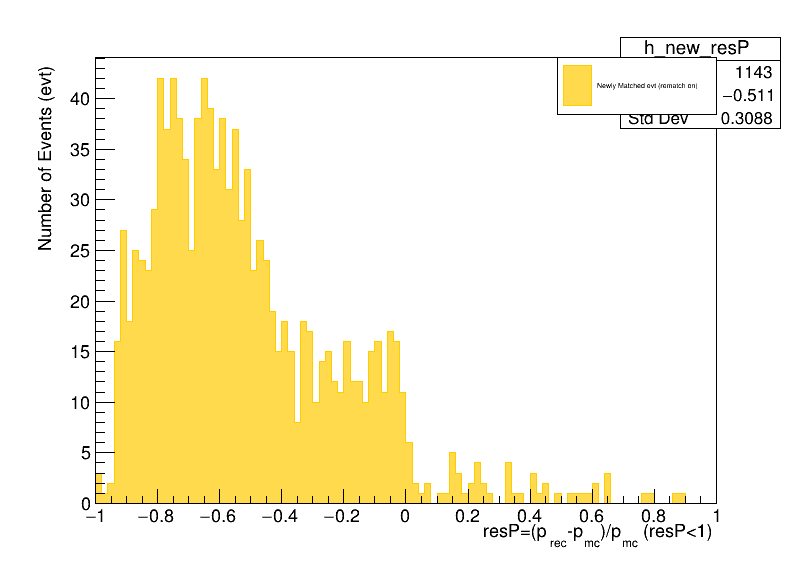 h_new_resP
1143
−0.511
Std Dev 0.3088
Newly Matched evt (rematch on)
Number of Events (evt)
40
35
30
25
20
15
10
5
0
−1 −0.8 −0.6 −0.4 −0.2 0 0.2 0.4 0.6 0.8 1
resP=(p_rec-p_mc)/p_mc (resP<1)